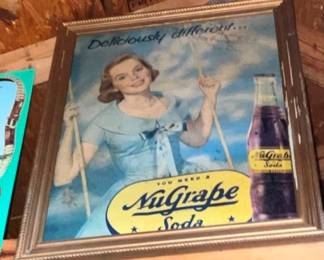 Deliciously different...
NuGrape
Soda
YOU NEED A
NuGrape
Soda